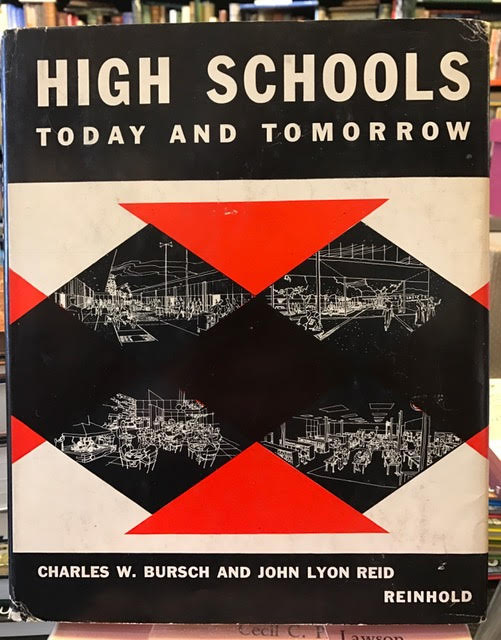 HIGH SCHOOLS
TODAY AND TOMORROW
CHARLES W. BURSCH AND JOHN LYON REID
REINHOLD
Cecil C. P. Lawson